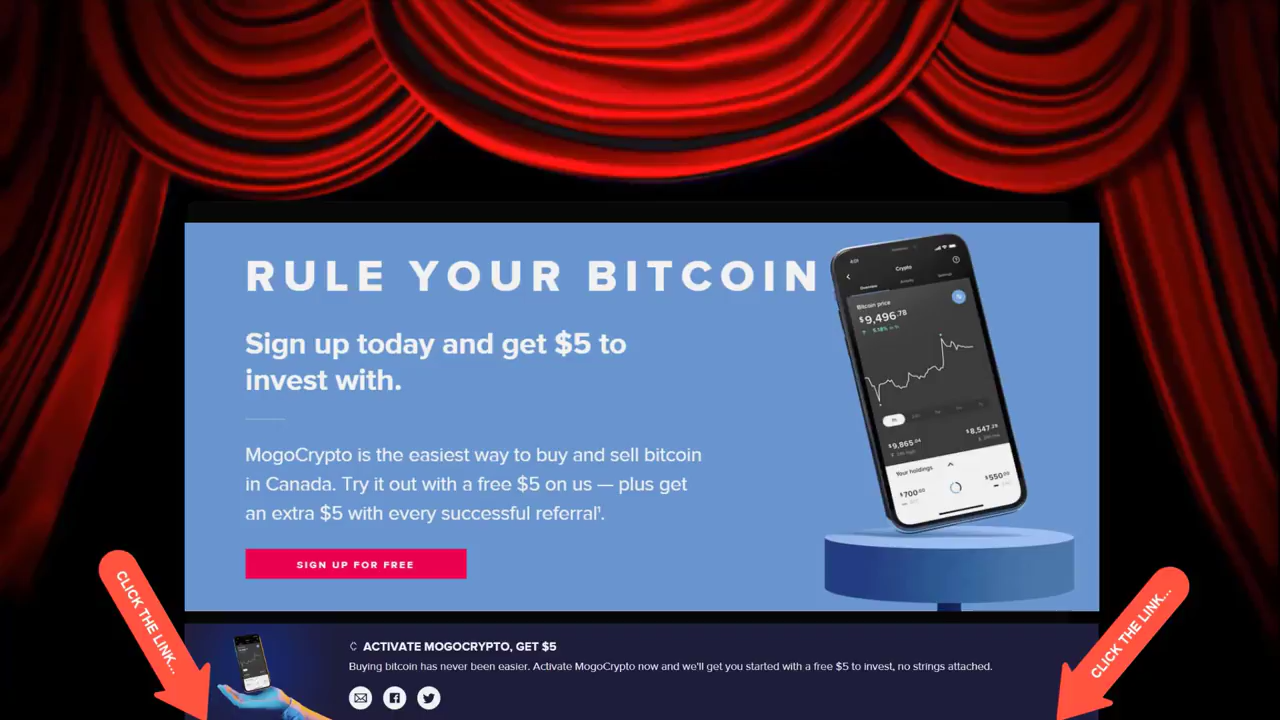 RULE YOUR BITCOIN
Sign up today and get $5 to
invest with.
MogoCrypto is the easiest way to buy and sell bitcoin
in Canada. Try it out with a free $5 on us — plus get
an extra $5 with every successful referral¹.
SIGN UP FOR FREE
Crypto
Overview
Bitcoin price
$9,496.78
$9,865.04
$8,547.28
Your holdings
$700.00
$550.00
CLICK THE LINK...
CLICK THE LINK...
ACTIVATE MOGOCRYPTO, GET $5
Buying bitcoin has never been easier. Activate MogoCrypto now and we'll get you started with a free $5 to invest, no strings attached.